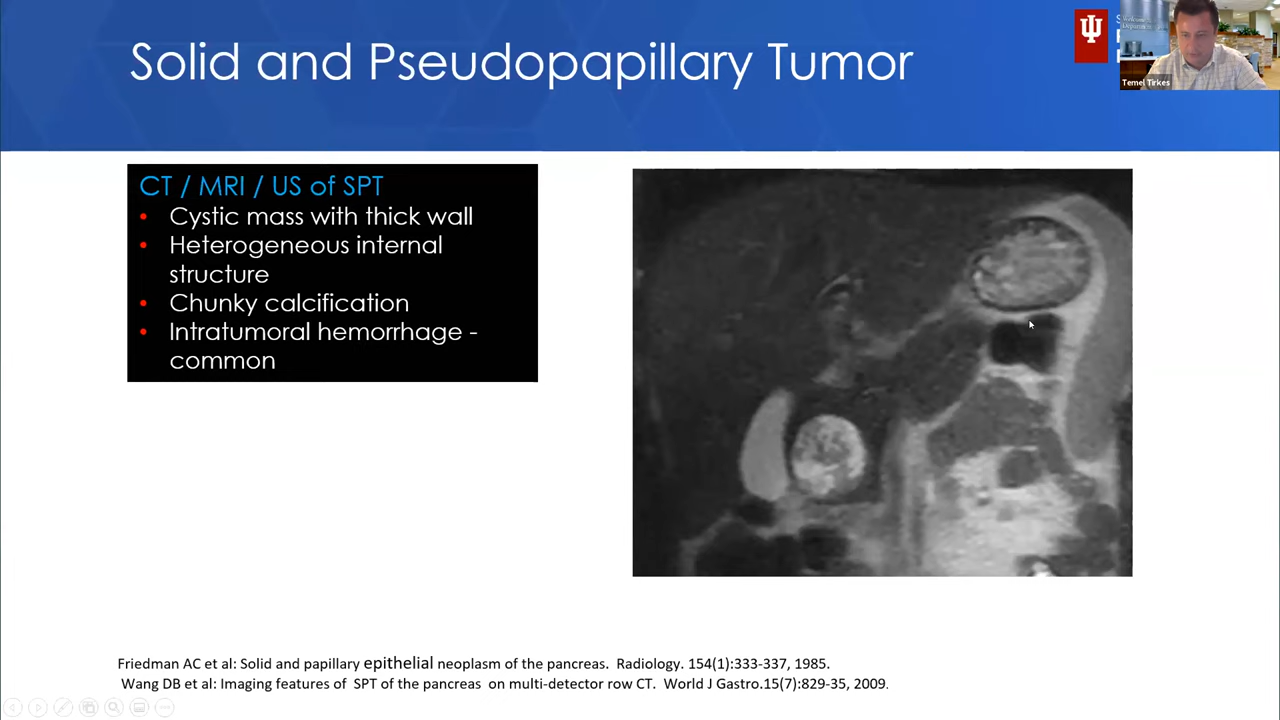 Solid and Pseudopapillary Tumor
Temel Tirkes
CT / MRI / US of SPT
• Cystic mass with thick wall
• Heterogeneous internal
structure
• Chunky calcification
• Intratumoral hemorrhage -
common
Friedman AC et al: Solid and papillary epithelial neoplasm of the pancreas. Radiology. 154(1):333-337, 1985.
Wang DB et al: Imaging features of SPT of the pancreas on multi-detector row CT. World J Gastro.15(7):829-35, 2009.